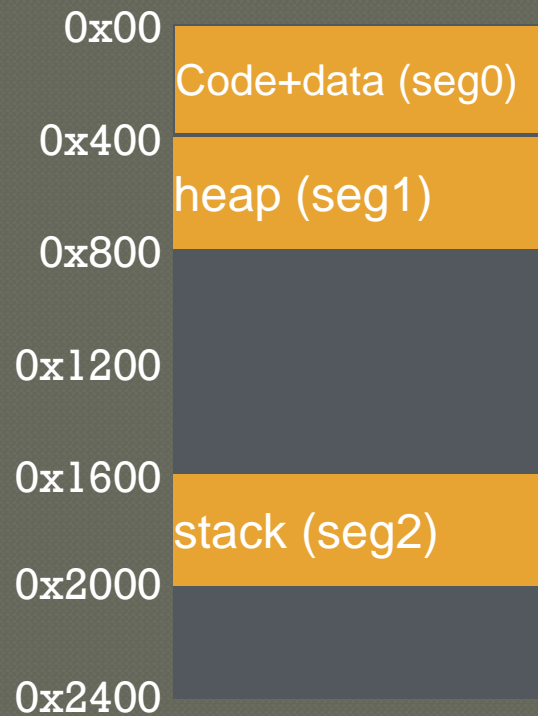 0x00
Code+data (seg0)
0x400
heap (seg1)
0x800
0x1200
0x1600
stack (seg2)
0x2000
0x2400